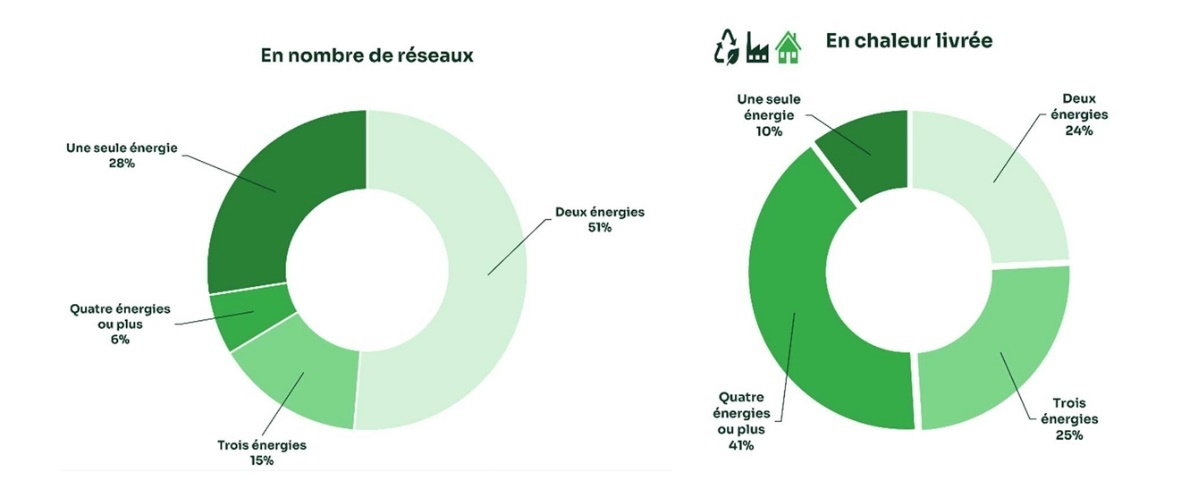 En nombre de réseaux
Une seule énergie
28%
Deux énergies
51%
Quatre énergies
ou plus
6%
Trois énergies
15%
En chaleur livrée
Une seule
énergie
10%
Deux
énergies
24%
Quatre
énergies
ou plus
41%
Trois
énergies
25%